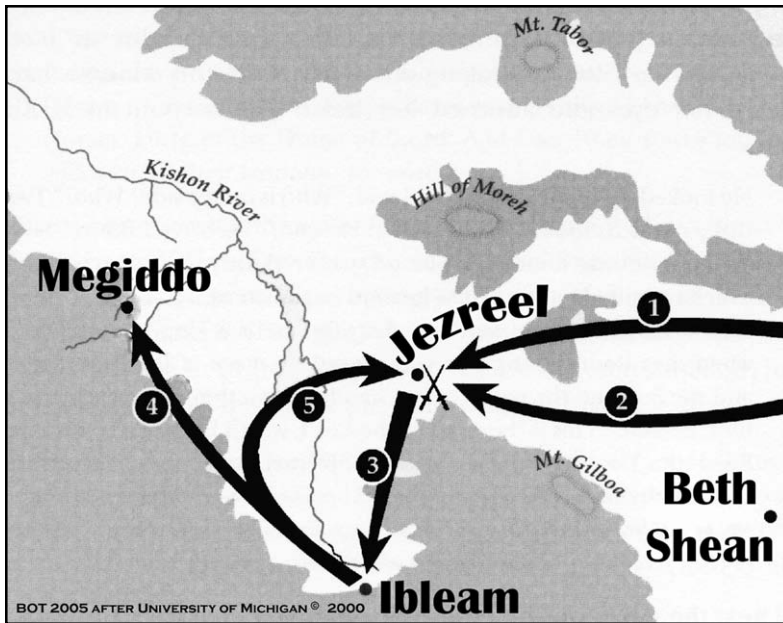 Mt. Tabor
Kishon River
Hill of Moreh
Megiddo
Jezreel
1
2
3
4
5
Mt. Gilboa
Beth
Shean
Ibleam
BOT 2005 AFTER UNIVERSITY OF MICHIGAN © 2000